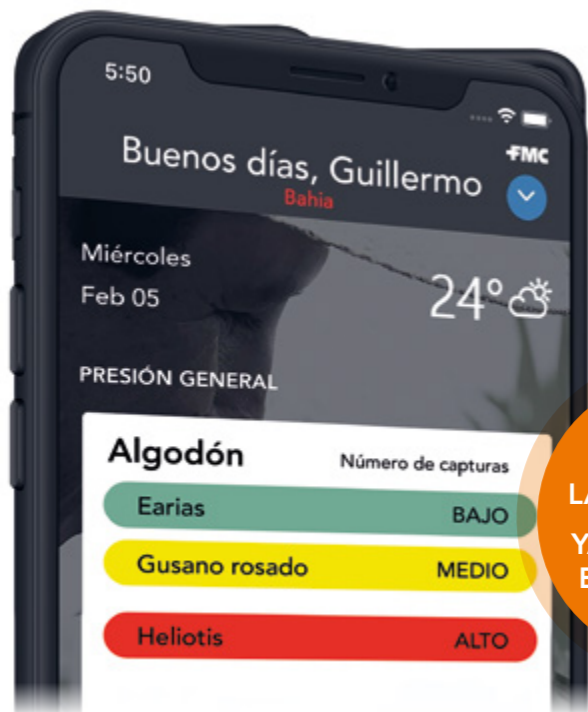 5:50
FMC
Buenos días, Guillermo
Bahia
Miércoles
Feb 05
24°
PRESIÓN GENERAL
Algodón
Número de capturas
Earias BAJO
Gusano rosado MEDIO
Heliotis ALTO